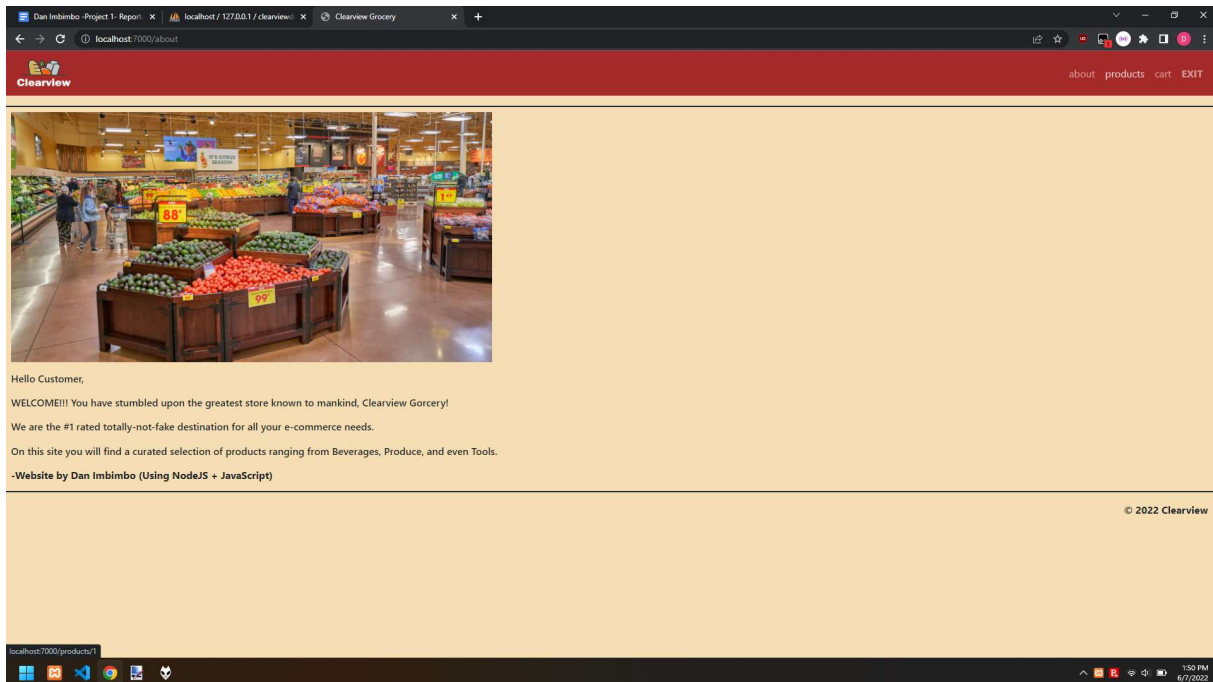 Dan Imbimbo -Project 1- Report
localhost / 127.0.0.1 / clearviewd
Clearview Grocery
localhost:7000/about
Clearview
about products cart EXIT
IT'S CITRUS
SEASON!
88
99
Hello Customer,
WELCOME!!! You have stumbled upon the greatest store known to mankind, Clearview Gorcery!
We are the #1 rated totally-not-fake destination for all your e-commerce needs.
On this site you will find a curated selection of products ranging from Beverages, Produce, and even Tools.
-Website by Dan Imbimbo (Using NodeJS + JavaScript)
© 2022 Clearview
localhost:7000/products/1
1:50 PM
6/7/2022